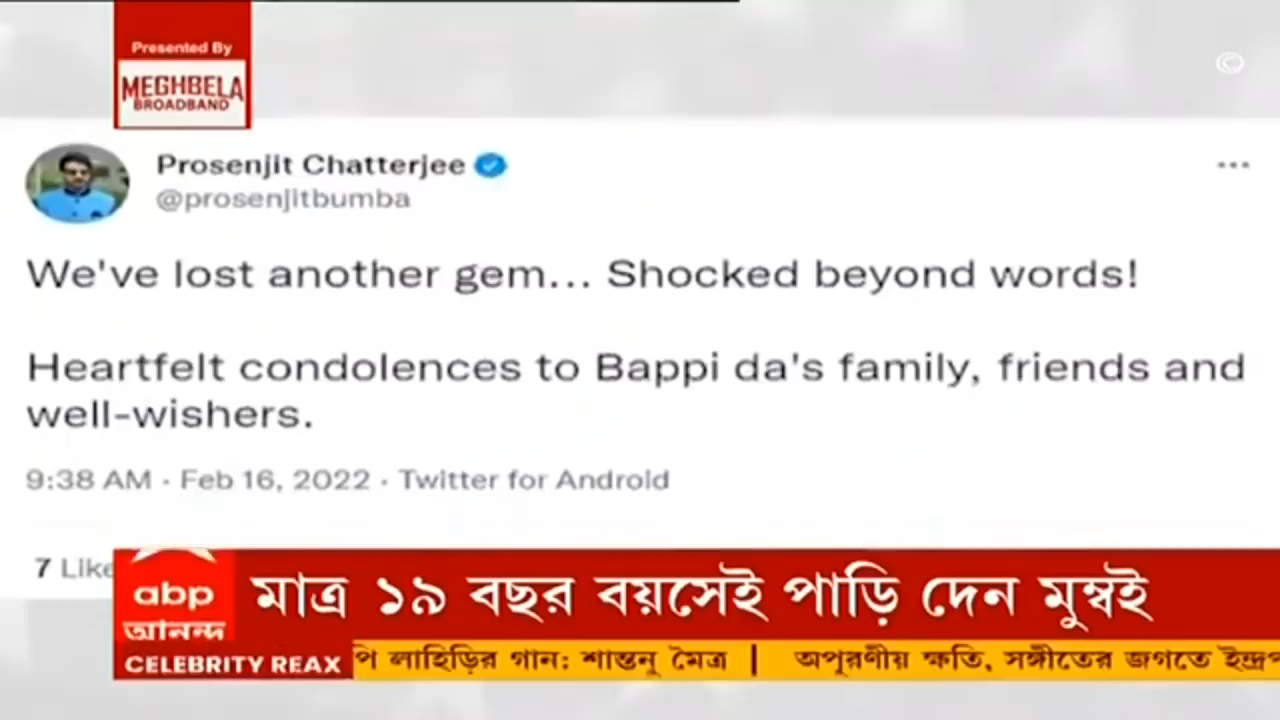 Presented By
MEGHBELA
BROADBAND
©
Prosenjit Chatterjee
@prosenjitbumba
We've lost another gem... Shocked beyond words!
Heartfelt condolences to Bappi da's family, friends and
well-wishers.
9:38 AM · Feb 16, 2022 · Twitter for Android
7 Like
abp
আনন্দ
মাত্র ১৯ বছর বয়সেই পাড়ি দেন মুম্বই
CELEBRITY REAX
পি লাহিড়ির গান: শান্তনু মৈত্র | অপূরণীয় ক্ষতি, সঙ্গীতের জগতে